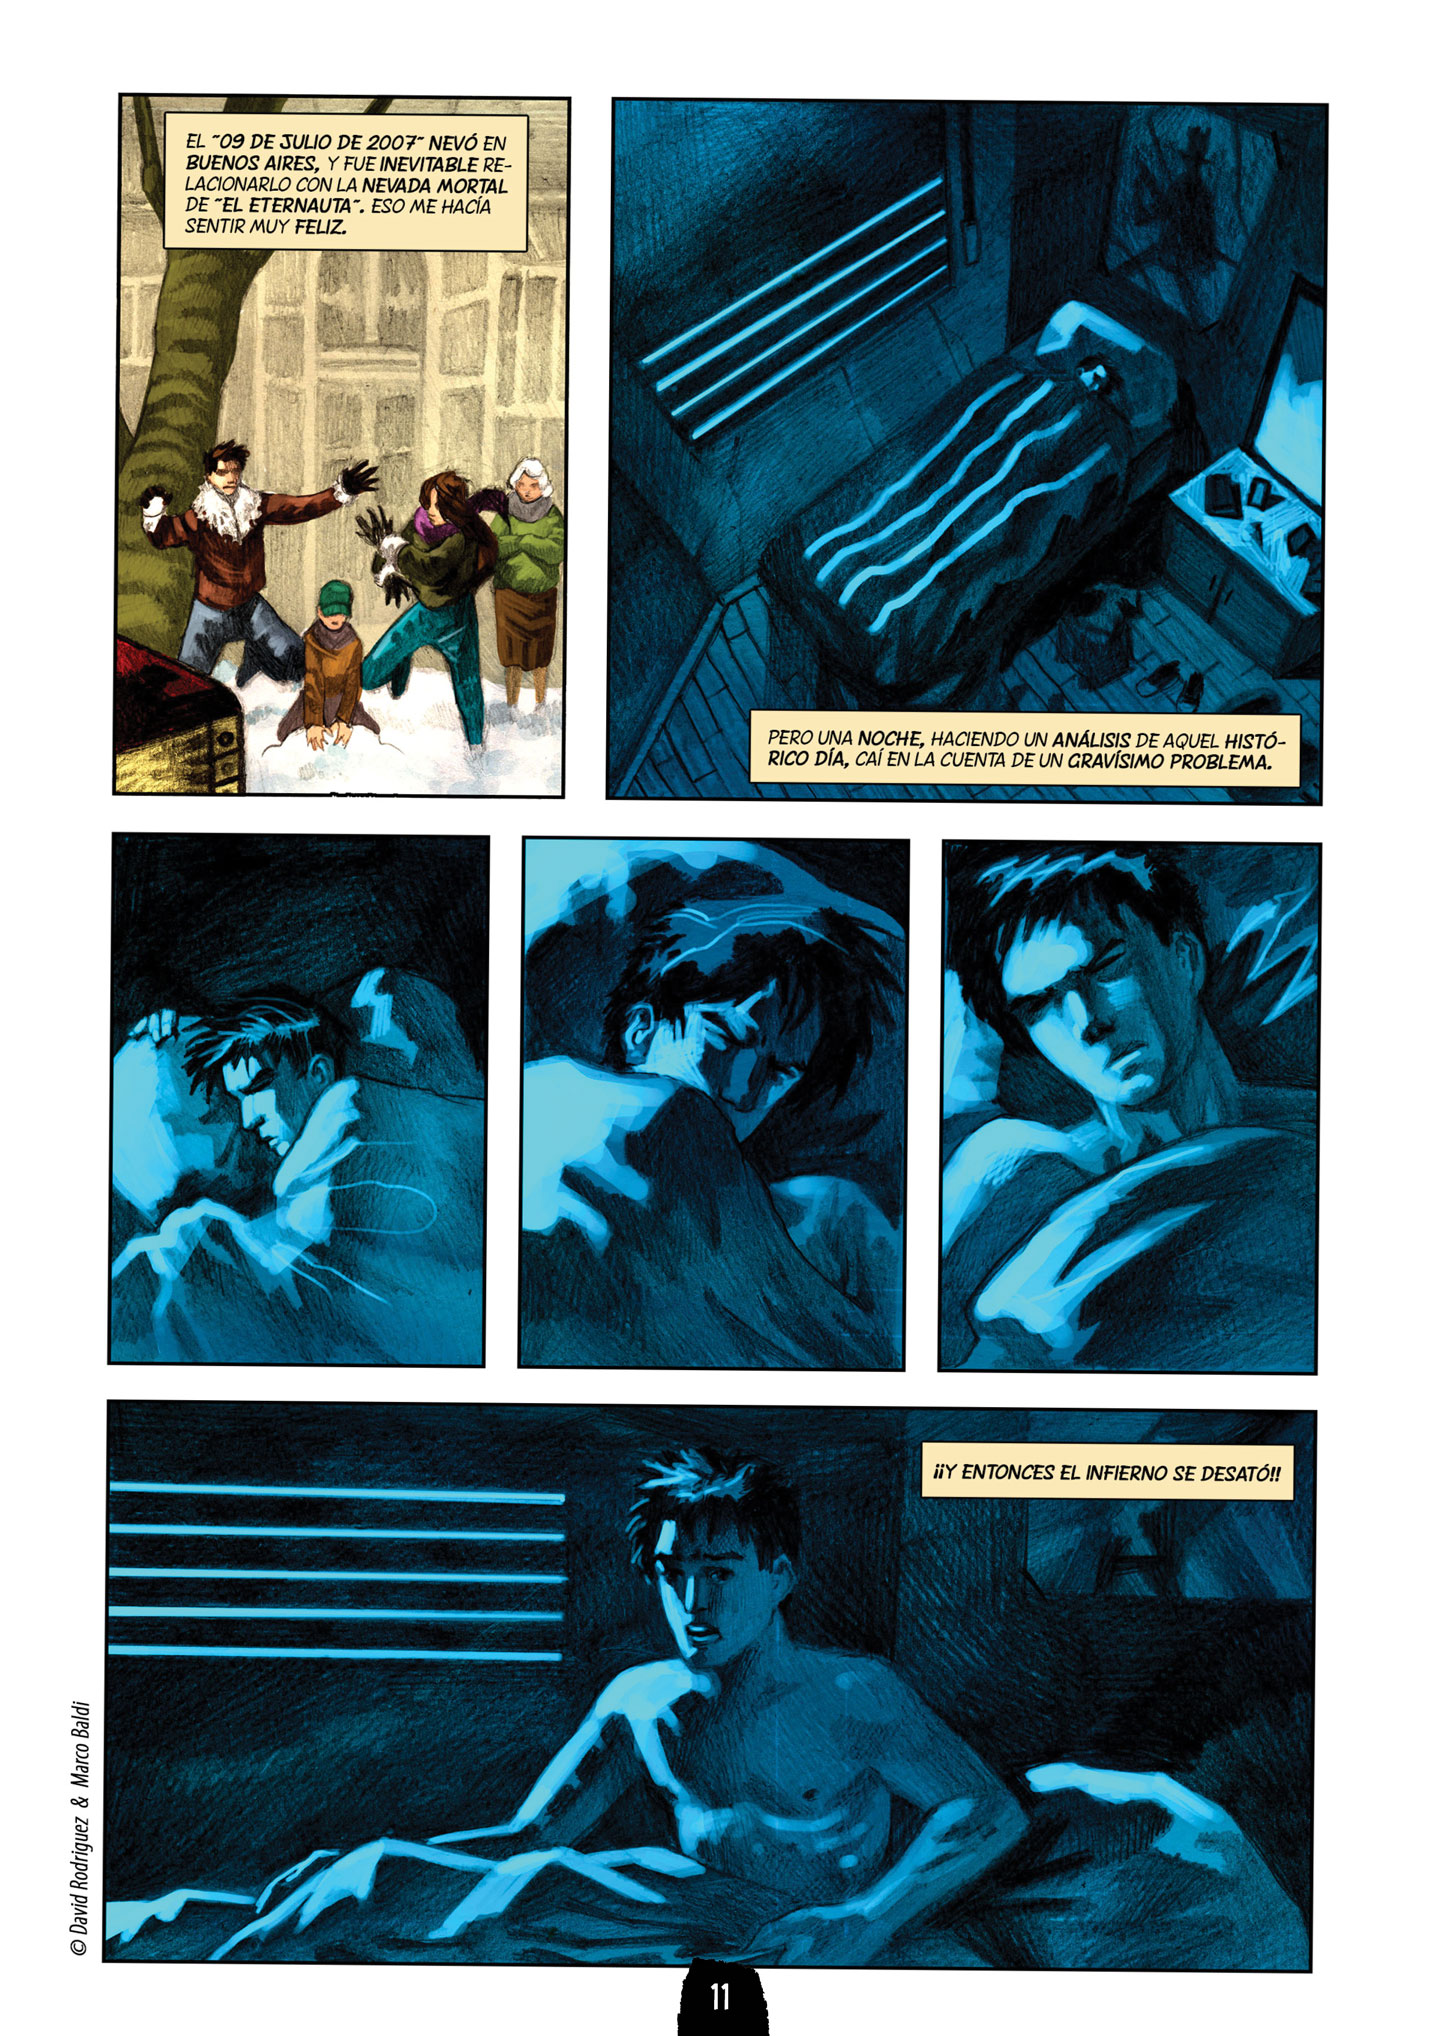 EL "09 DE JULIO DE 2007" NEVÓ EN
BUENOS AIRES, Y FUE INEVITABLE RE-
LACIONARLO CON LA NEVADA MORTAL
DE "EL ETERNAUTA". ESO ME HACÍA
SENTIR MUY FELIZ.
PERO UNA NOCHE, HACIENDO UN ANÁLISIS DE AQUEL HISTÓ-
RICO DÍA, CAÍ EN LA CUENTA DE UN GRAVÍSIMO PROBLEMA.
¡¡Y ENTONCES EL INFIERNO SE DESATÓ!!
© David Rodriguez & Marco Baldi
11